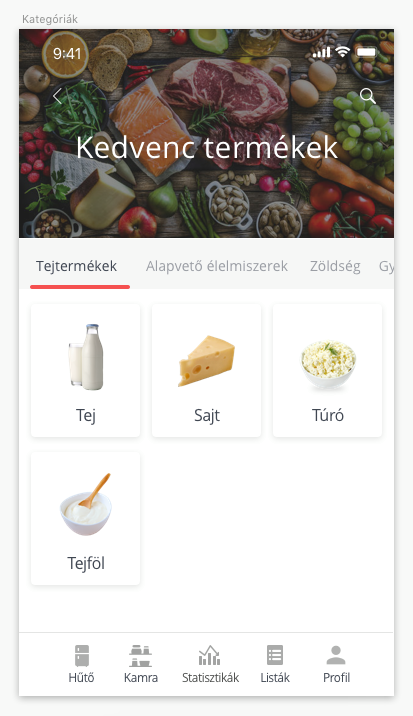 Kategóriák
9:41
Kedvenc termékek
Tejtermékek Alapvető élelmiszerek Zöldség Gy
Tej Sajt Túró
Tejföl
Hűtő Kamra Statisztikák Listák Profil